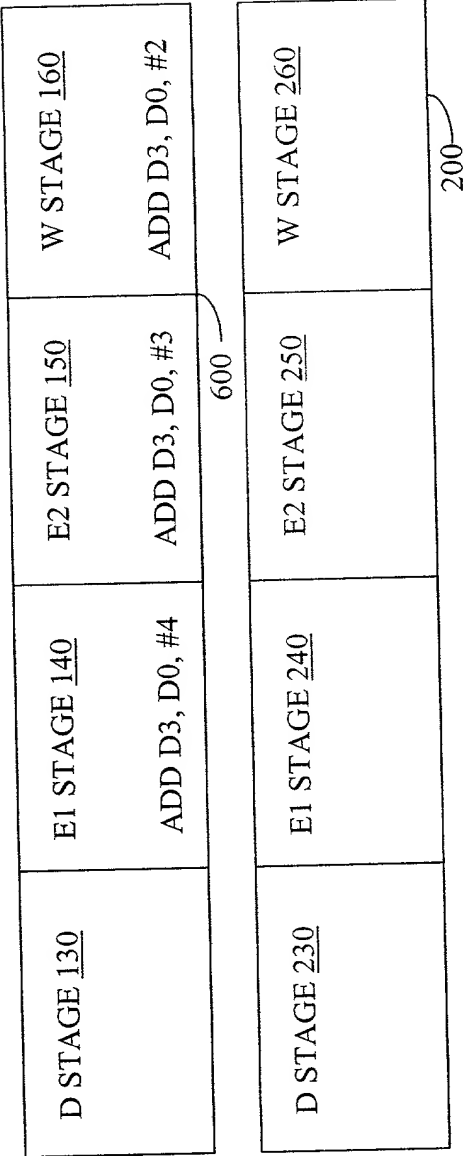 D STAGE 130
E1 STAGE 140
ADD D3, D0, #4
E2 STAGE 150
ADD D3, D0, #3
W STAGE 160
ADD D3, D0, #2
600
D STAGE 230
E1 STAGE 240
E2 STAGE 250
W STAGE 260
200